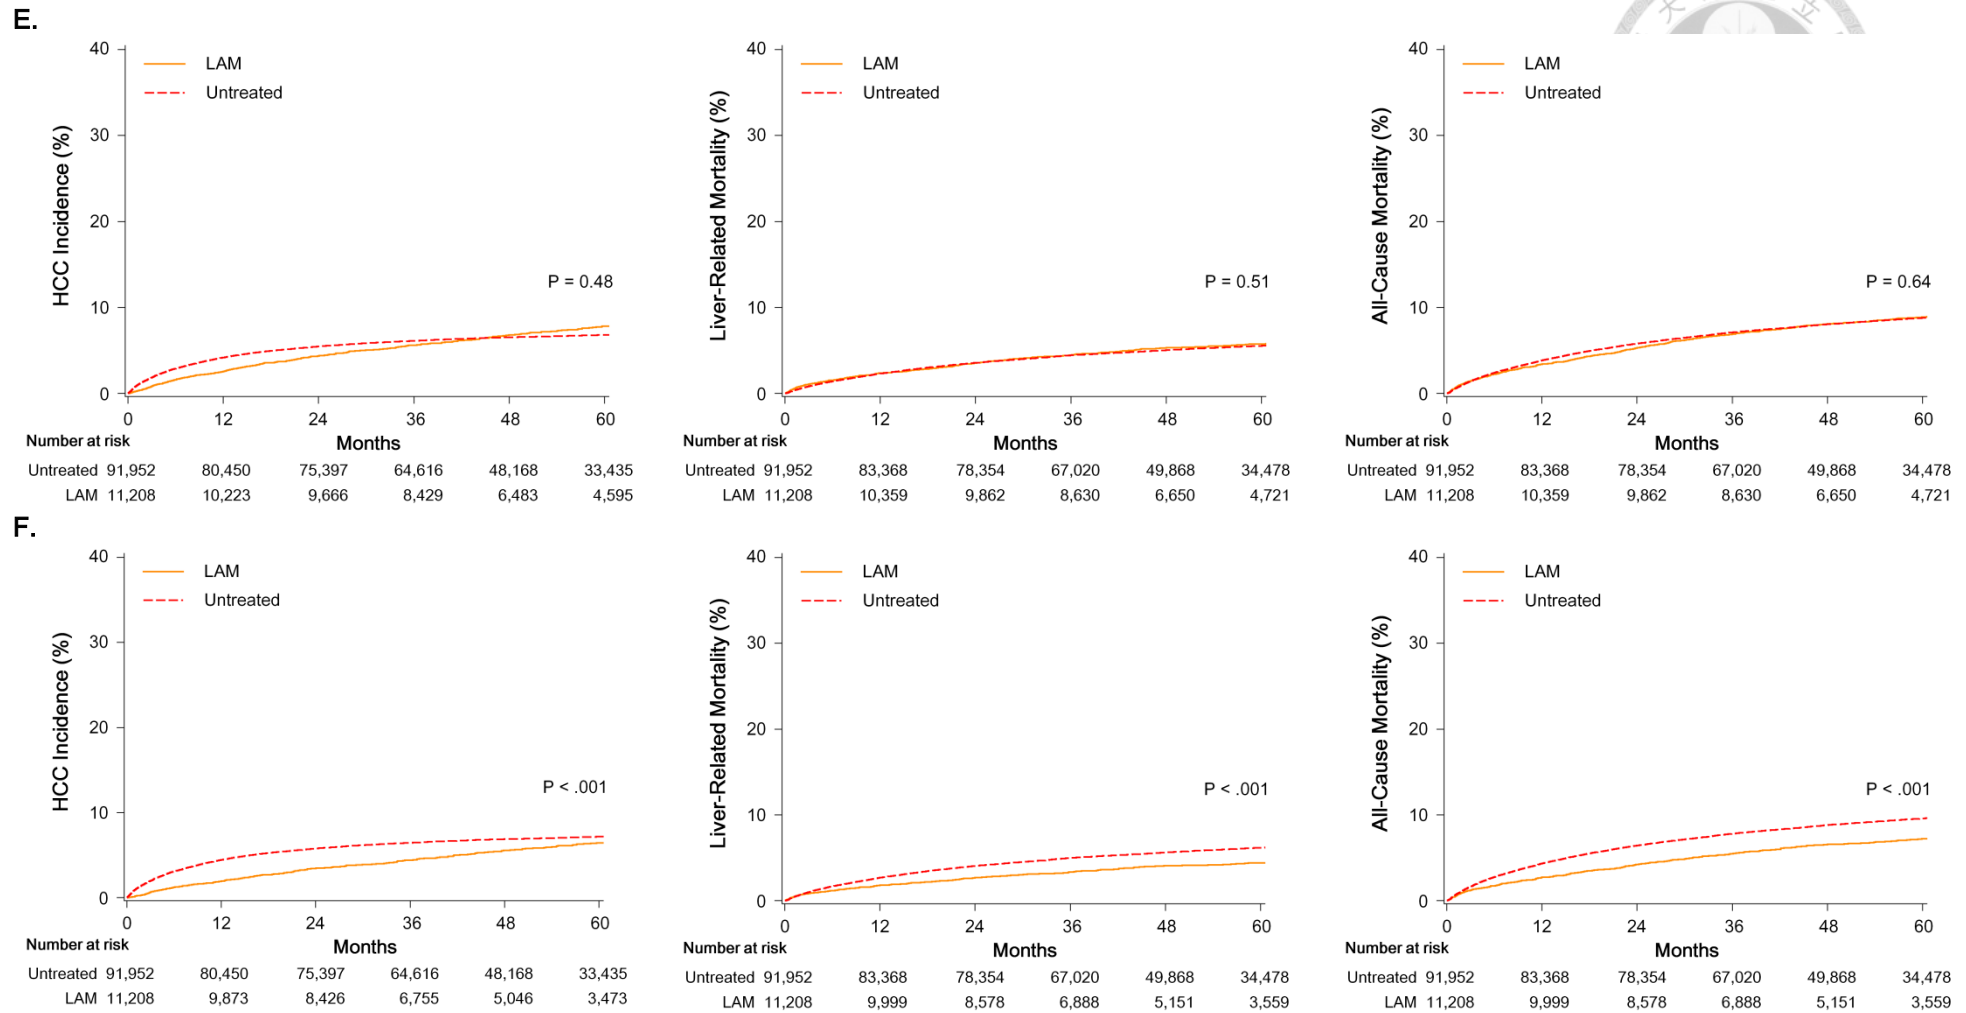 E.
40
30
20
10
0
HCC Incidence (%)
LAM
Untreated
P = 0.48
0 12 24 36 48 60
Number at risk
Months
Untreated 91,952 80,450 75,397 64,616 48,168 33,435
LAM 11,208 10,223 9,666 8,429 6,483 4,595
40
30
20
10
0
Liver-Related Mortality (%)
LAM
Untreated
P = 0.51
0 12 24 36 48 60
Number at risk
Months
Untreated 91,952 83,368 78,354 67,020 49,868 34,478
LAM 11,208 10,359 9,862 8,630 6,650 4,721
大 立
40
30
20
10
0
All-Cause Mortality (%)
LAM
Untreated
P = 0.64
0 12 24 36 48 60
Number at risk
Months
Untreated 91,952 83,368 78,354 67,020 49,868 34,478
LAM 11,208 10,359 9,862 8,630 6,650 4,721
F.
40
30
20
10
0
HCC Incidence (%)
LAM
Untreated
P < .001
0 12 24 36 48 60
Number at risk
Months
Untreated 91,952 80,450 75,397 64,616 48,168 33,435
LAM 11,208 9,873 8,426 6,755 5,046 3,473
40
30
20
10
0
Liver-Related Mortality (%)
LAM
Untreated
P < .001
0 12 24 36 48 60
Number at risk
Months
Untreated 91,952 83,368 78,354 67,020 49,868 34,478
LAM 11,208 9,999 8,578 6,888 5,151 3,559
40
30
20
10
0
All-Cause Mortality (%)
LAM
Untreated
P < .001
0 12 24 36 48 60
Number at risk
Months
Untreated 91,952 83,368 78,354 67,020 49,868 34,478
LAM 11,208 9,999 8,578 6,888 5,151 3,559